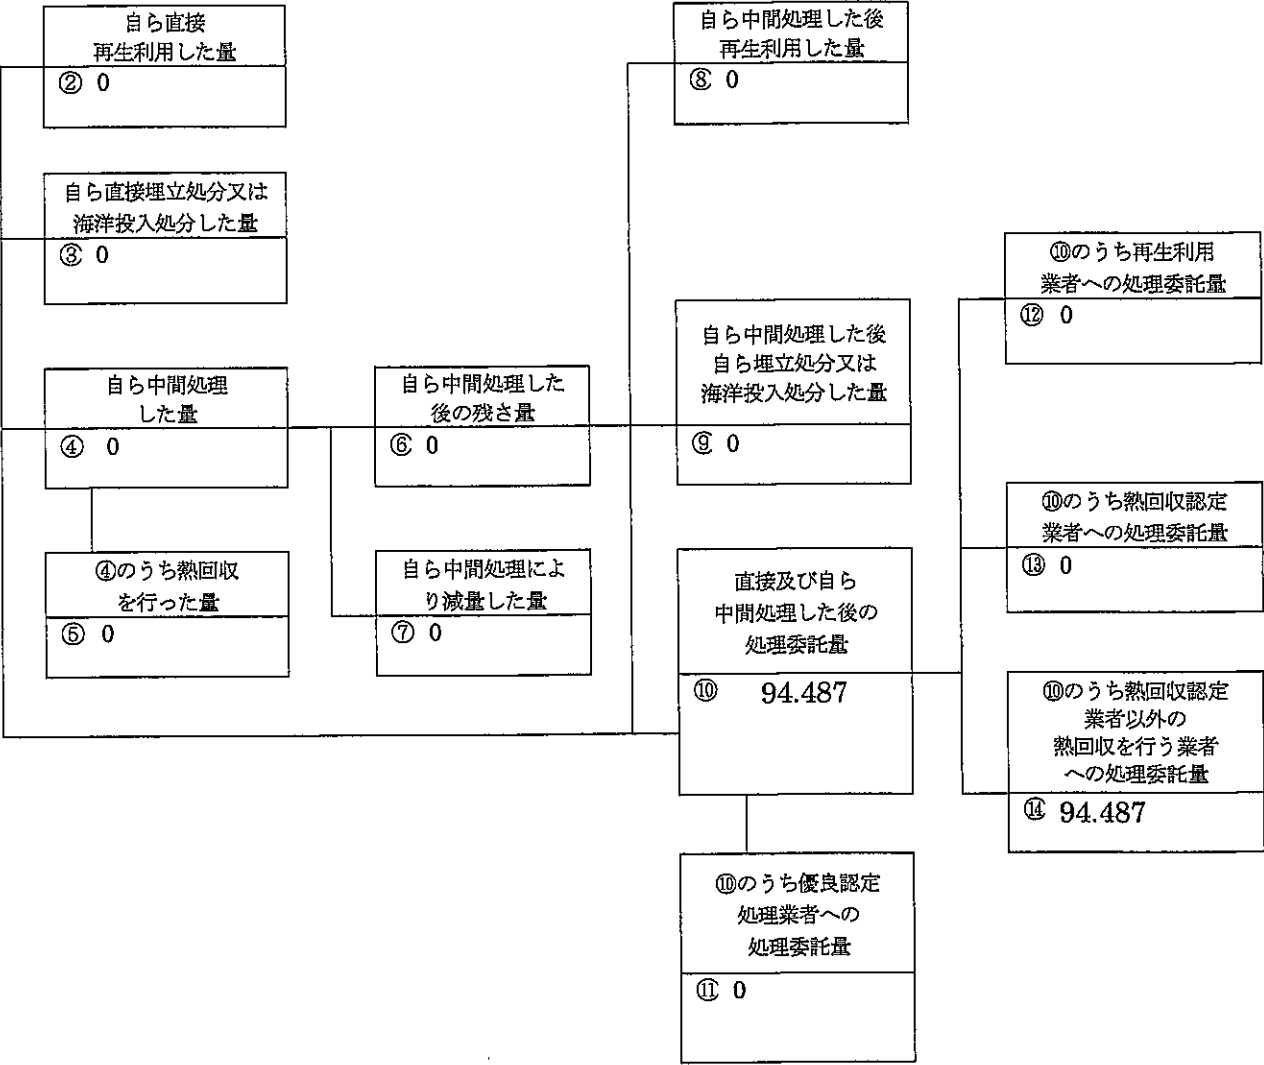 自ら直接
再生利用した量
② 0
自ら直接埋立処分又は
海洋投入処分した量
③ 0
自ら中間処理
した量
④ 0
④のうち熱回収
を行った量
⑤ 0
自ら中間処理した
後の残さ量
⑥ 0
自ら中間処理によ
り減量した量
⑦ 0
自ら中間処理した後
再生利用した量
⑧ 0
自ら中間処理した後
自ら埋立処分又は
海洋投入処分した量
⑨ 0
直接及び自ら
中間処理した後の
処理委託量
⑩ 94.487
⑩のうち優良認定
処理業者への
処理委託量
⑪ 0
⑩のうち再生利用
業者への処理委託量
⑫ 0
⑩のうち熱回収認定
業者への処理委託量
⑬ 0
⑩のうち熱回収認定
業者以外の
熱回収を行う業者
への処理委託量
⑭ 94.487